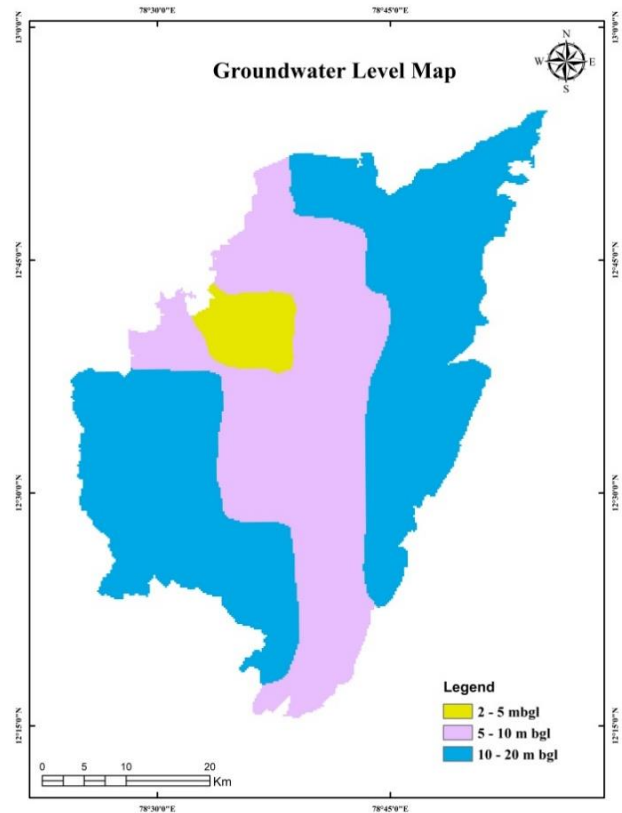 78°30'0"E 78°45'0"E
13°0'0"N 13°0'0"N
N
W E
S
Groundwater Level Map
12°45'0"N 12°45'0"N
12°30'0"N 12°30'0"N
Legend
2 - 5 mbgl
5 - 10 m bgl
10 - 20 m bgl
12°15'0"N 12°15'0"N
0 5 10 20
Km
78°30'0"E 78°45'0"E